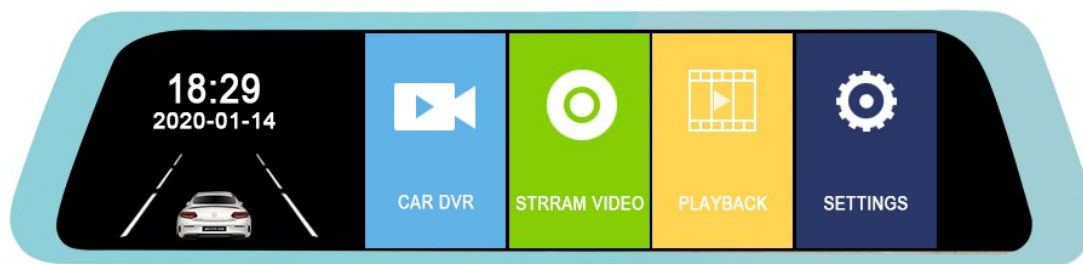 18:29
2020-01-14
CAR DVR
STRRAM VIDEO
PLAYBACK
SETTINGS